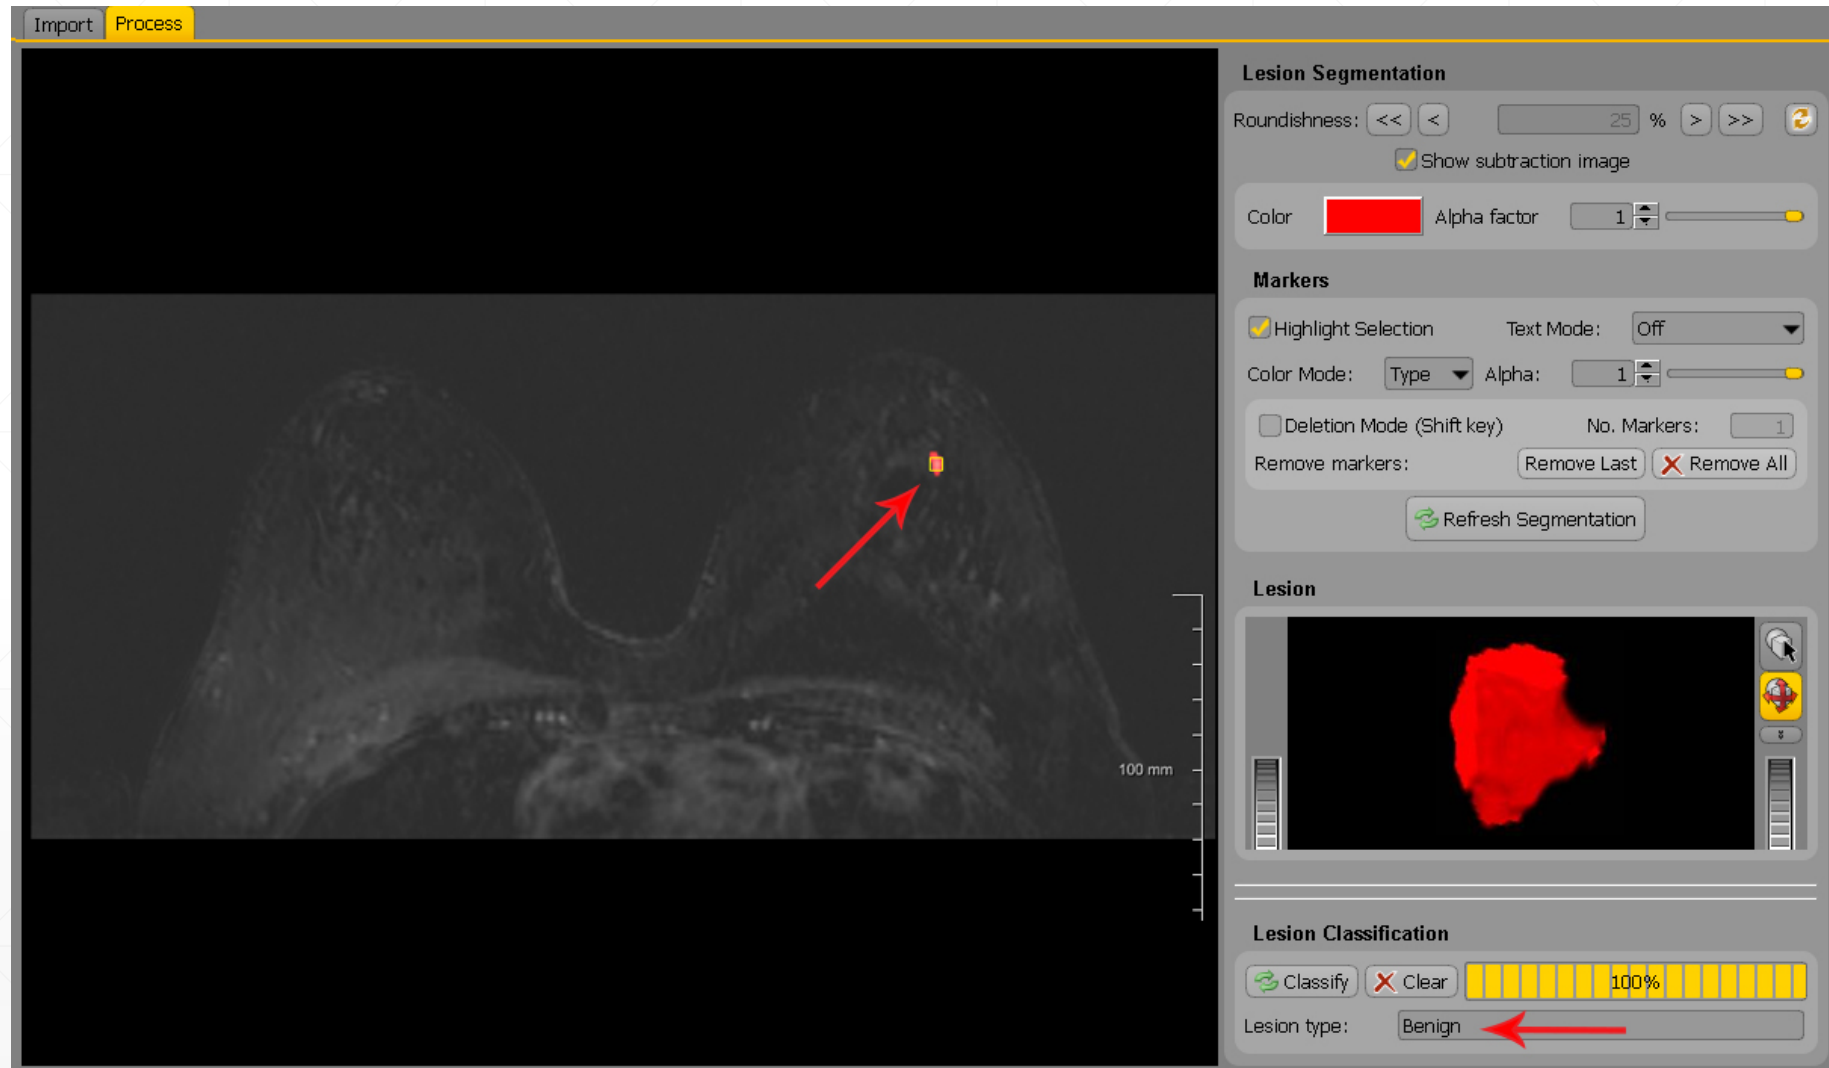 Import Process
Lesion Segmentation
Roundishness: << < 25 % > >>
Show subtraction image
Color Alpha factor 1
Markers
Highlight Selection Text Mode: Off
Color Mode: Type Alpha: 1
Deletion Mode (Shift key) No. Markers: 1
Remove markers: Remove Last Remove All
Refresh Segmentation
Lesion
100 mm
Lesion Classification
Classify Clear 100%
Lesion type: Benign